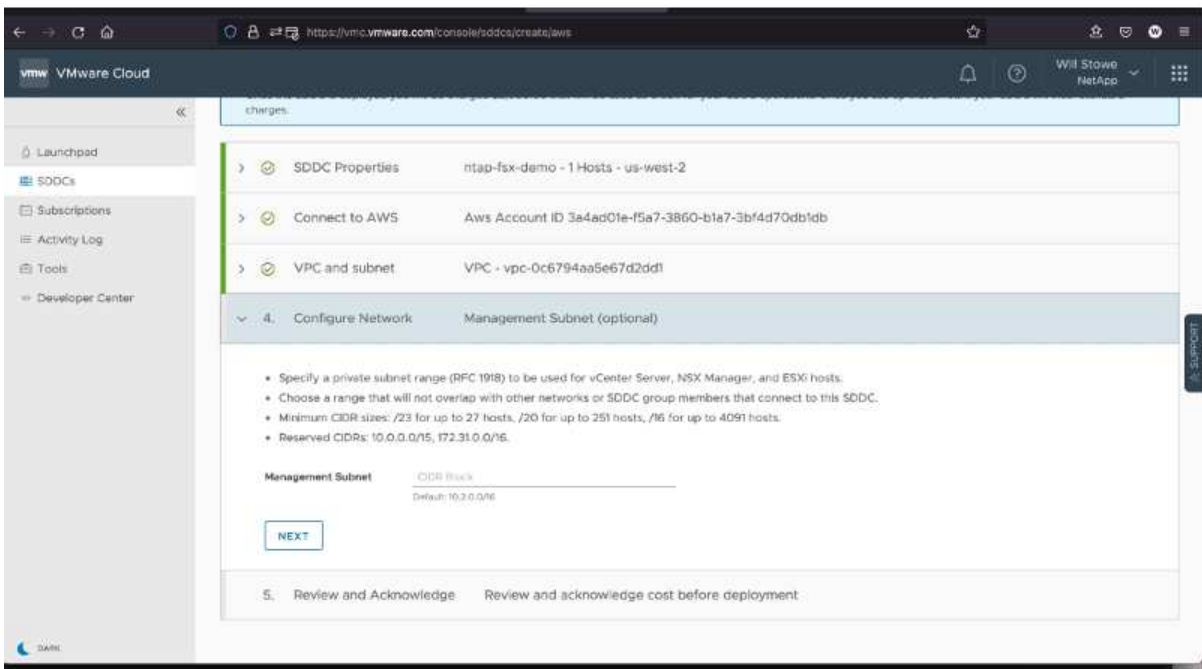 https://vmc.vmware.com/console/sddcs/create/aws
vmw VMware Cloud
Will Stowe
NetApp
charges.
Launchpad
SDDCs
Subscriptions
Activity Log
Tools
Developer Center
SDDC Properties ntap-fsx-demo - 1 Hosts - us-west-2
Connect to AWS Aws Account ID 3a4ad01e-f5a7-3860-b1a7-3bf4d70db1db
VPC and subnet VPC - vpc-0c6794aa5e67d2dd1
4. Configure Network Management Subnet (optional)
• Specify a private subnet range (RFC 1918) to be used for vCenter Server, NSX Manager, and ESXi hosts.
• Choose a range that will not overlap with other networks or SDDC group members that connect to this SDDC.
• Minimum CIDR sizes: /23 for up to 27 hosts, /20 for up to 251 hosts, /16 for up to 4091 hosts.
• Reserved CIDRs: 10.0.0.0/15, 172.31.0.0/16.
Management Subnet CIDR Block
Default: 10.2.0.0/16
NEXT
5. Review and Acknowledge Review and acknowledge cost before deployment
SUPPORT
DARK